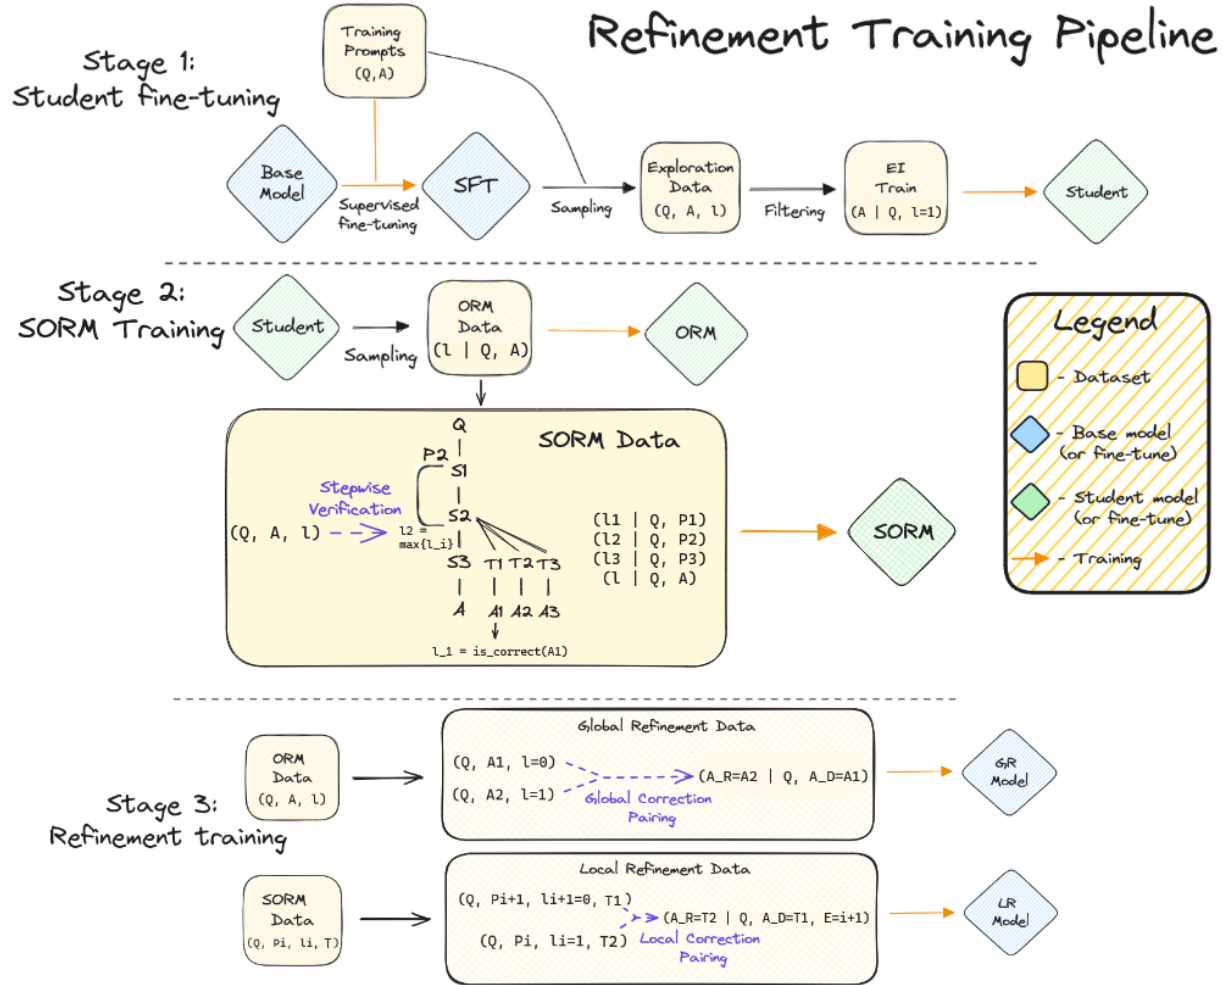 Refinement Training Pipeline
Stage 1:
Student fine-tuning
Training
Prompts
(Q,A)
Base
Model
Supervised
fine-tuning
SFT
Sampling
Exploration
Data
(Q, A, l)
Filtering
EI
Train
(A | Q, l=1)
Student
Stage 2:
SORM Training
Student
Sampling
ORM
Data
(l | Q, A)
ORM
SORM Data
(Q, A, l)
Stepwise
Verification
Q
P2
S1
S2
l2 =
max{l_i}
S3 T1 T2 T3
A A1 A2 A3
l_1 = is_correct(A1)
(l1 | Q, P1)
(l2 | Q, P2)
(l3 | Q, P3)
(l | Q, A)
SORM
Legend
- Dataset
- Base model
(or fine-tune)
- Student model
(or fine-tune)
- Training
Stage 3:
Refinement training
ORM
Data
(Q, A, l)
Global Refinement Data
(Q, A1, l=0)
(Q, A2, l=1)
Global Correction
Pairing
(A_R=A2 | Q, A_D=A1)
GR
Model
SORM
Data
(Q, Pi, li, T)
Local Refinement Data
(Q, Pi+1, li+1=0, T1)
(Q, Pi, li=1, T2)
Local Correction
Pairing
(A_R=T2 | Q, A_D=T1, E=i+1)
LR
Model